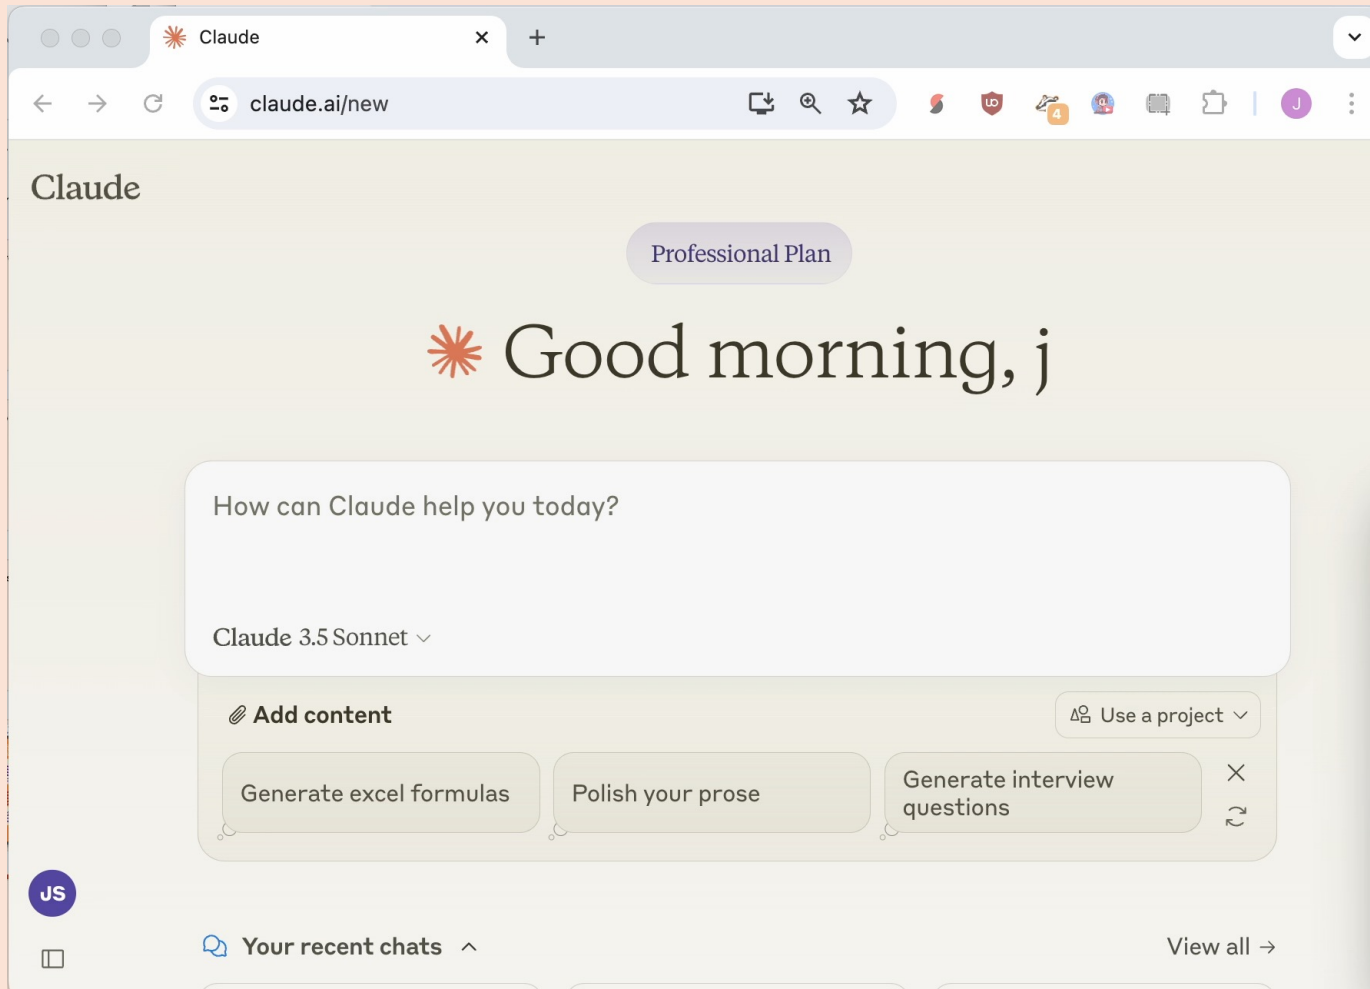 Claude
claude.ai/new
4
J
Claude
Professional Plan
Good morning, j
How can Claude help you today?
Claude 3.5 Sonnet
Add content
Use a project
Generate excel formulas
Polish your prose
Generate interview
questions
JS
Your recent chats
View all →